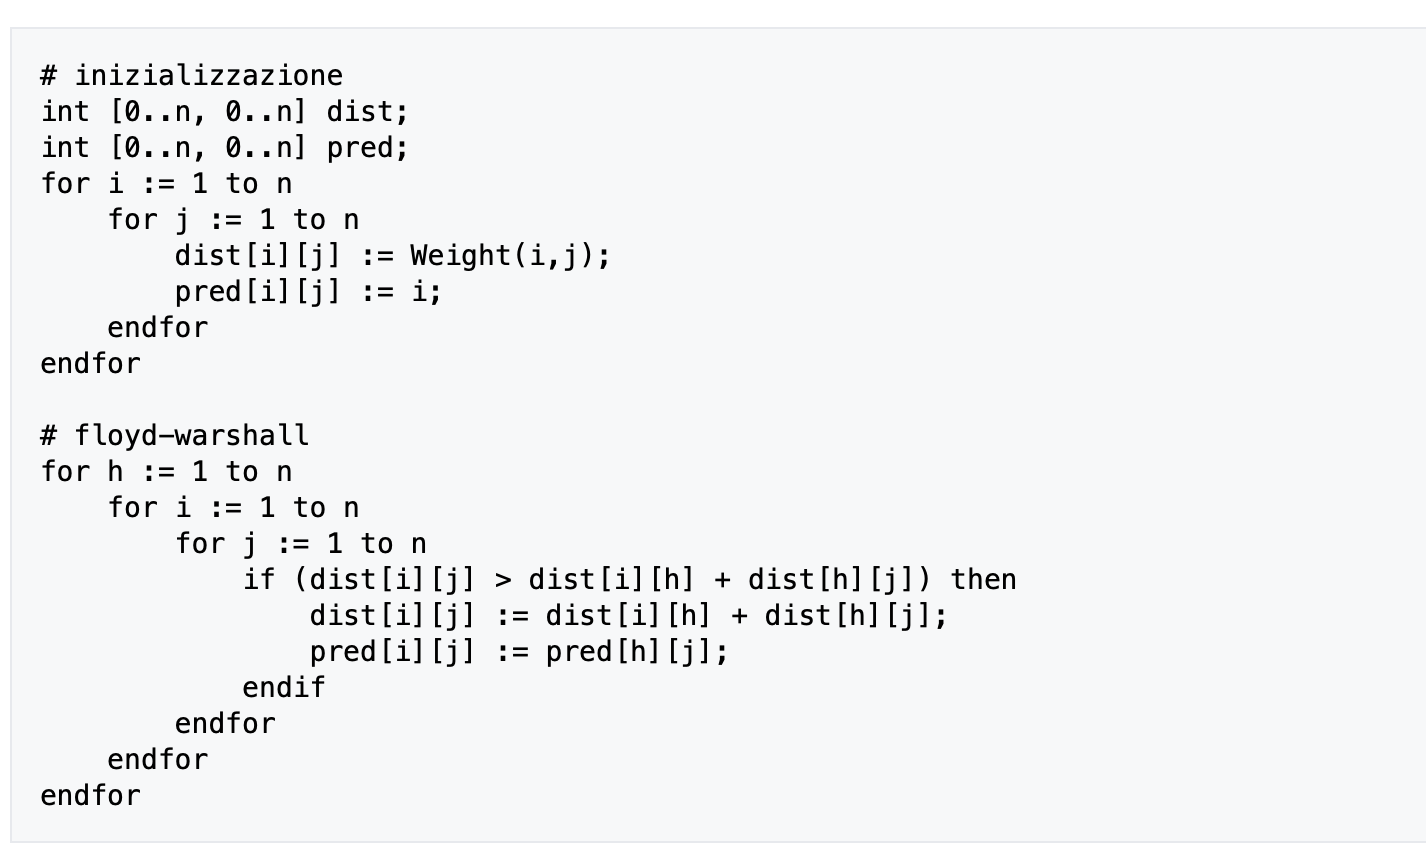 # inizializzazione
int [0..n, 0..n] dist;
int [0..n, 0..n] pred;
for i := 1 to n
    for j := 1 to n
        dist[i][j] := Weight(i,j);
        pred[i][j] := i;
    endfor
endfor

# floyd-warshall
for h := 1 to n
    for i := 1 to n
        for j := 1 to n
            if (dist[i][j] > dist[i][h] + dist[h][j]) then
                dist[i][j] := dist[i][h] + dist[h][j];
                pred[i][j] := pred[h][j];
            endif
        endfor
    endfor
endfor